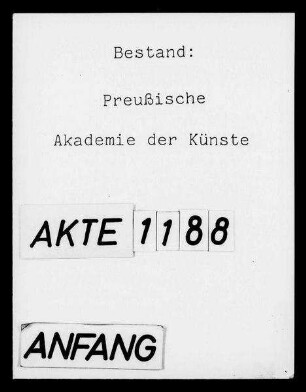 Bestand:
Preußische
Akademie der Künste
AKTE 1188
ANFANG